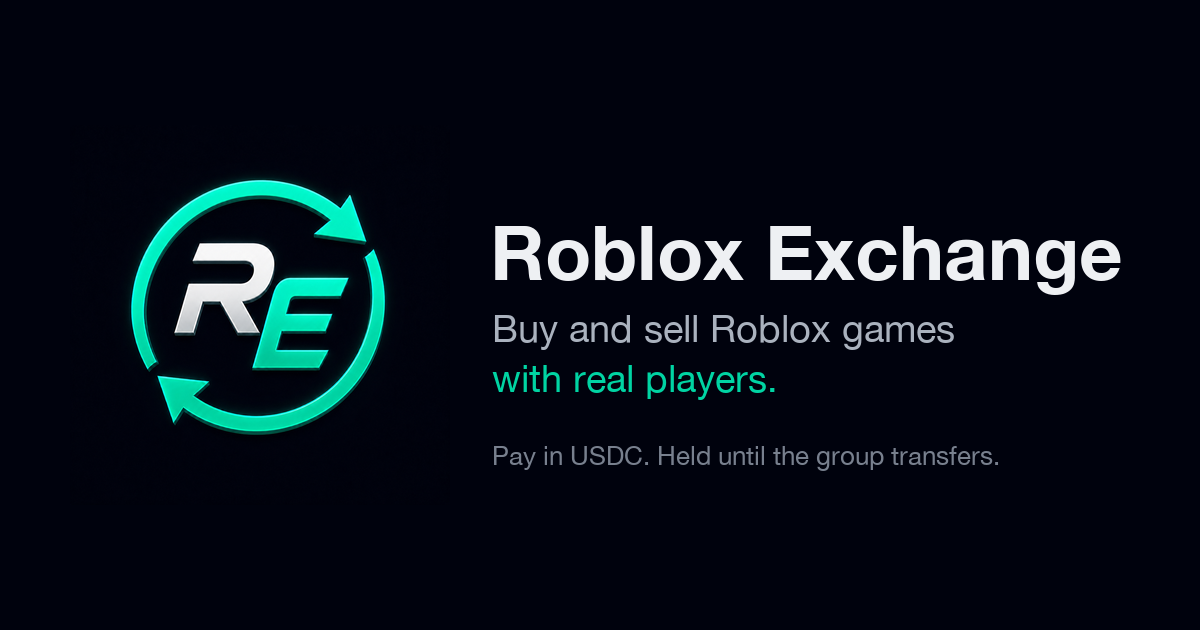 RE
Roblox Exchange
Buy and sell Roblox games
with real players.
Pay in USDC. Held until the group transfers.